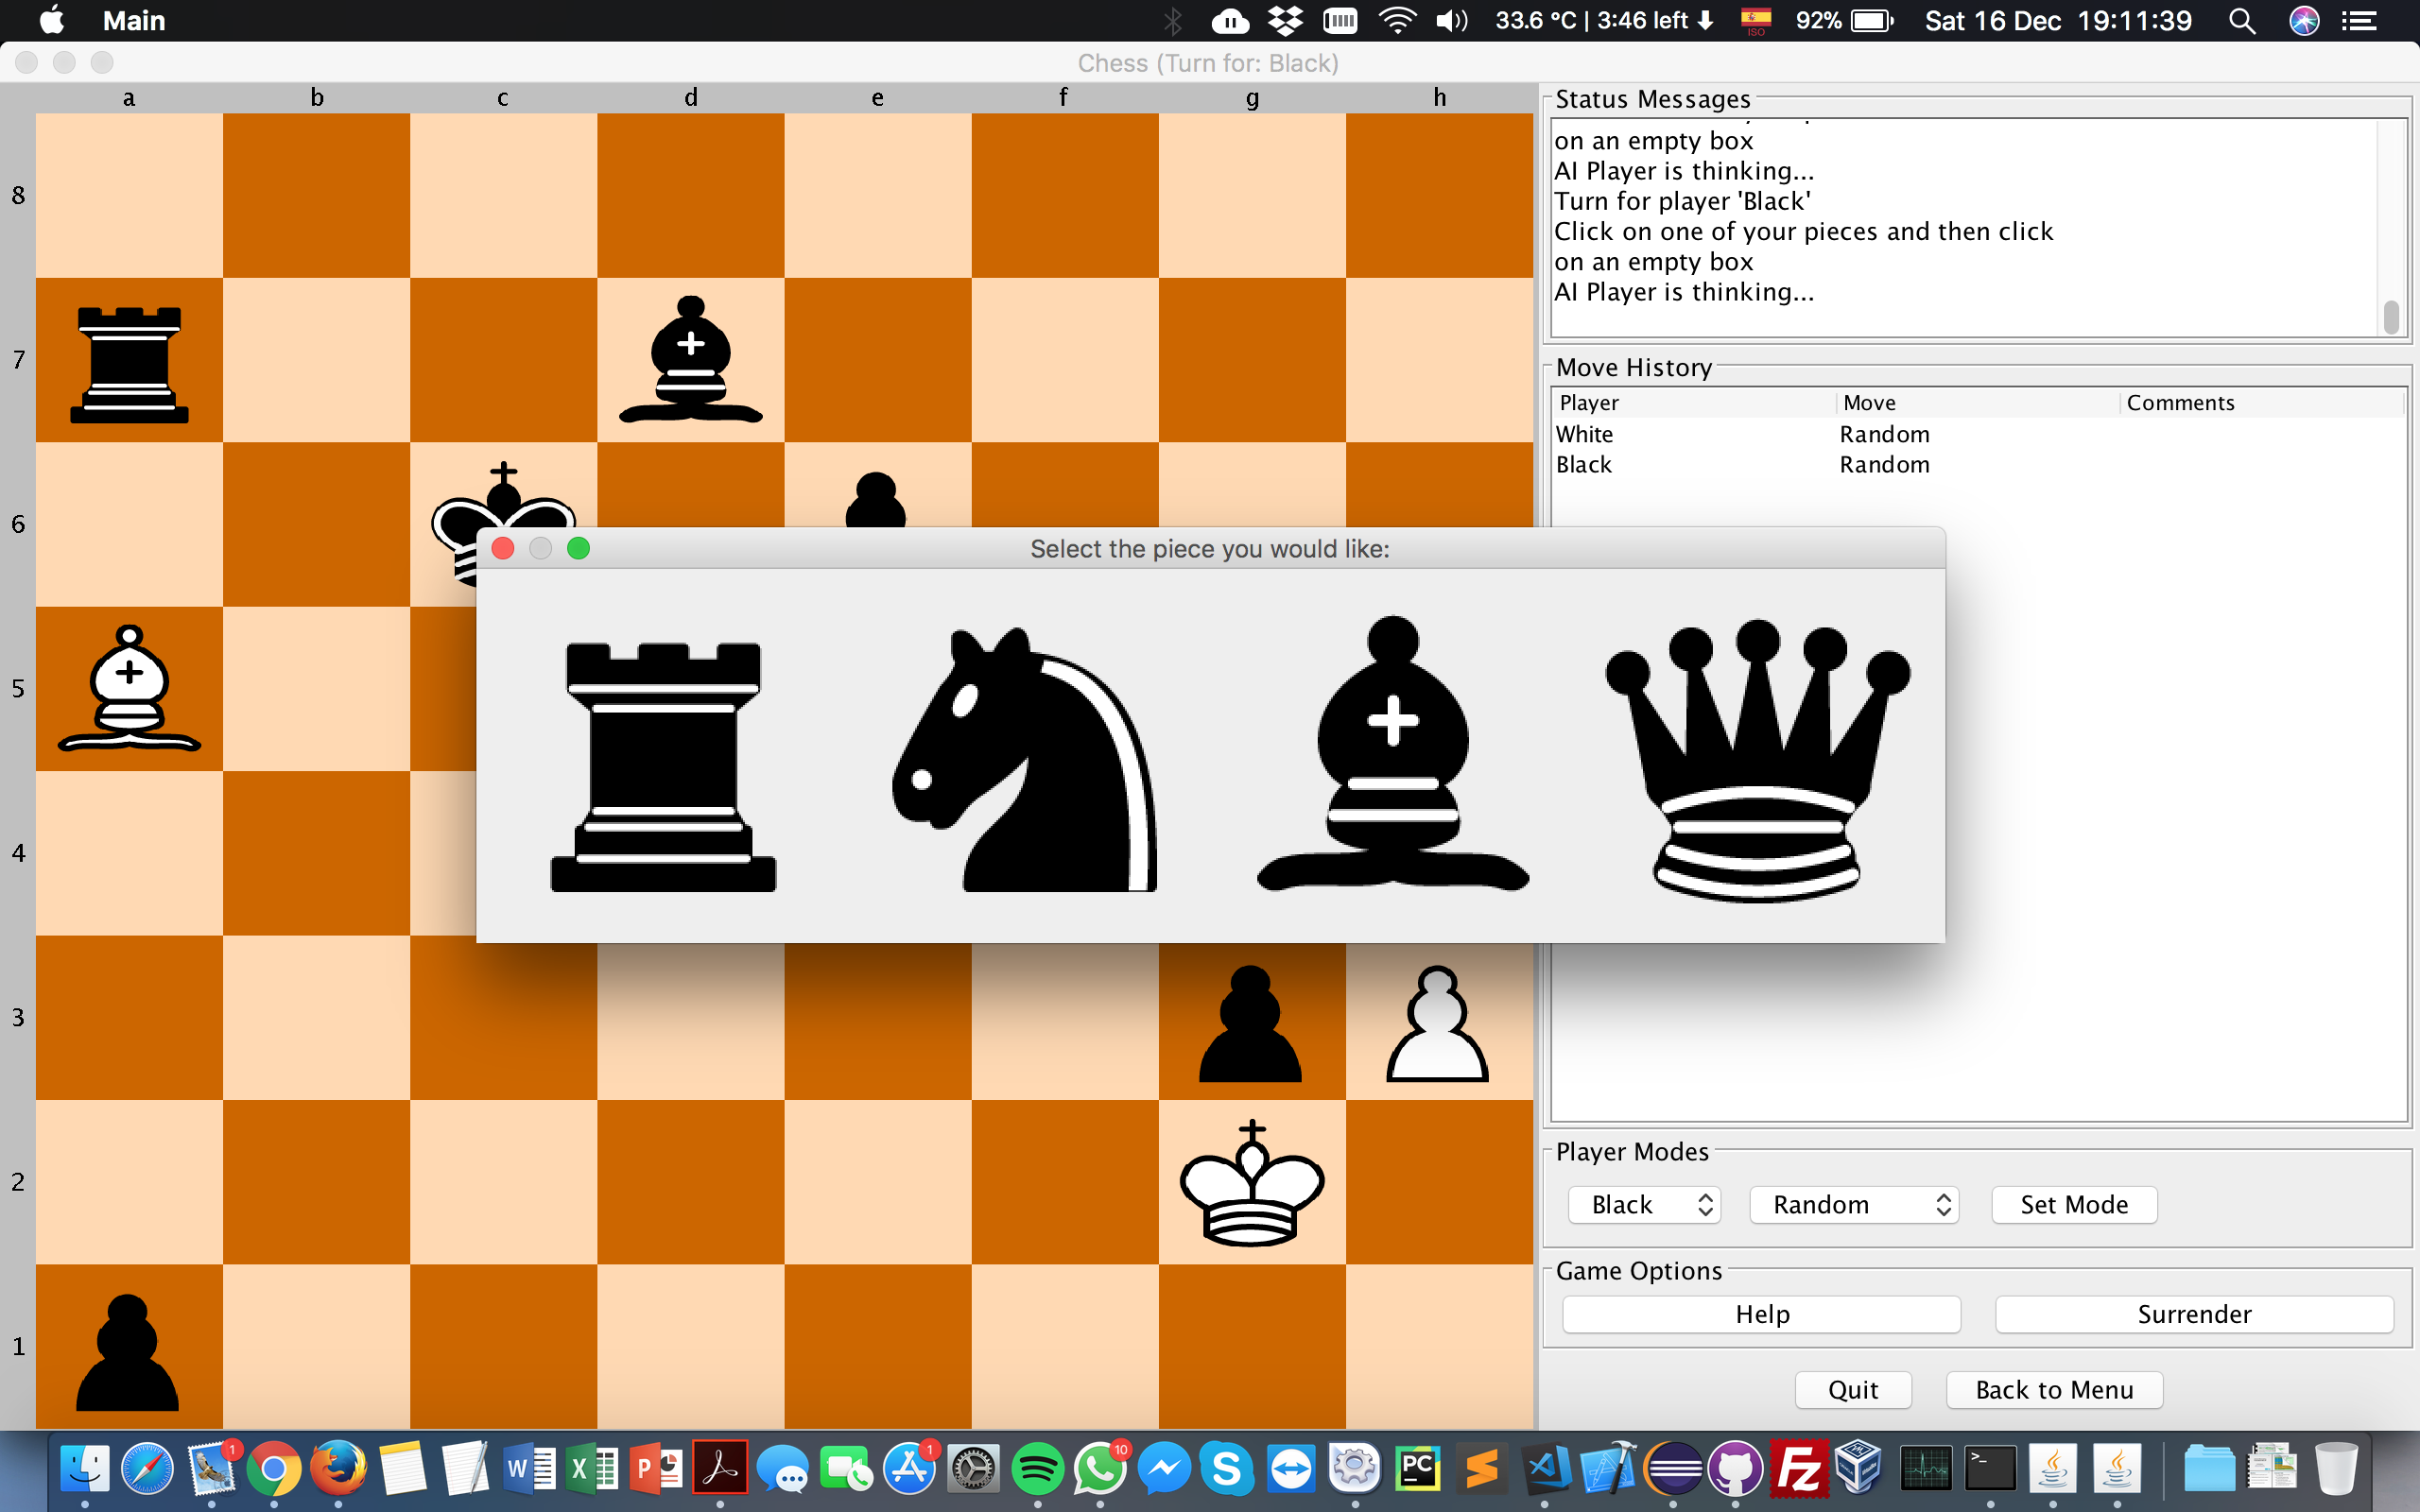 Main
33.6 °C | 3:46 left
ISO
92%
Sat 16 Dec 19:11:39
Chess (Turn for: Black)
a b c d e f g h
8
7
6
5
4
3
2
1
Status Messages
on an empty box
AI Player is thinking...
Turn for player 'Black'
Click on one of your pieces and then click
on an empty box
AI Player is thinking...
Move History
Player Move Comments
White Random
Black Random
Select the piece you would like:
Player Modes
Black Random Set Mode
Game Options
Help Surrender
Quit Back to Menu
1
W
X
P
1
10
S
PC
>_
Fz